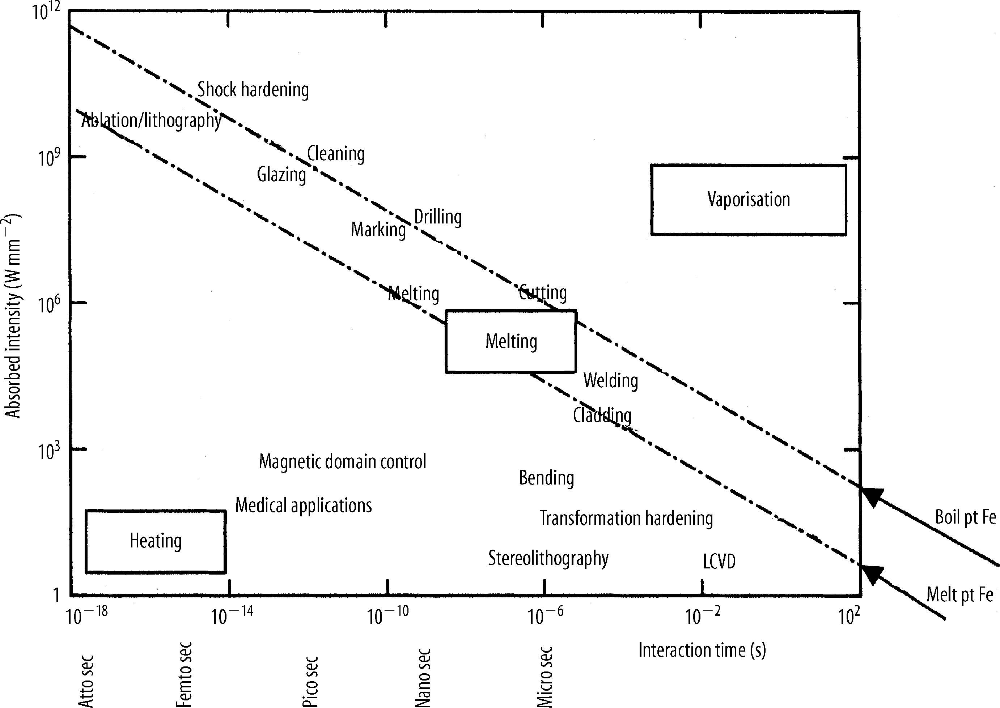 10¹²
Shock hardening
Ablation/lithography
10⁹
Cleaning
Glazing
Vaporisation
Drilling
Marking
Absorbed intensity (W mm⁻²)
10⁶
Melting
Cutting
Melting
Welding
Cladding
10³
Magnetic domain control
Bending
Medical applications
Transformation hardening
Boil pt Fe
Heating
Stereolithography
LCVD
1
Melt pt Fe
10⁻¹⁸
10⁻¹⁴
10⁻¹⁰
10⁻⁶
10⁻²
10²
Interaction time (s)
Atto sec
Femto sec
Pico sec
Nano sec
Micro sec